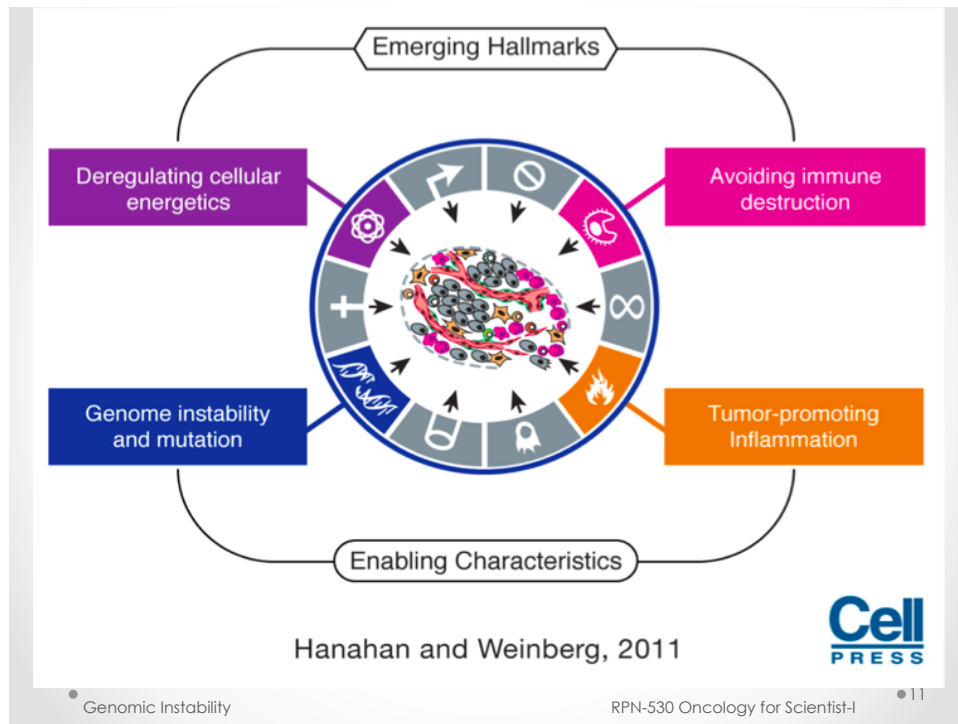 Emerging Hallmarks
Deregulating cellular
energetics
Avoiding immune
destruction
Genome instability
and mutation
Tumor-promoting
Inflammation
Enabling Characteristics
Hanahan and Weinberg, 2011
Cell
PRESS
Genomic Instability
RPN-530 Oncology for Scientist-I
11